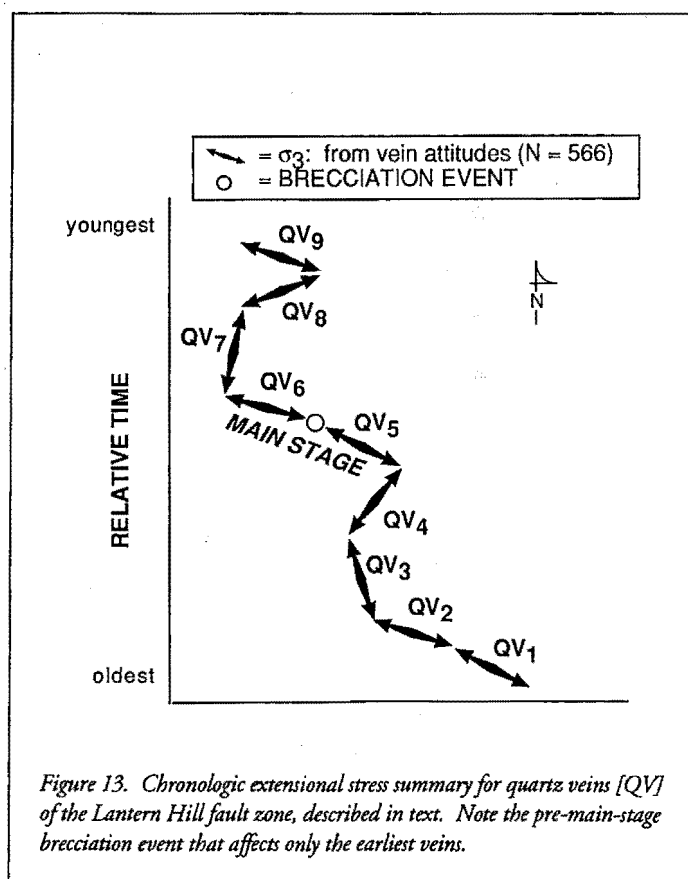 = σ3: from vein attitudes (N = 566)
= BRECCIATION EVENT
youngest
QV9
N
QV8
QV7
QV6
QV5
MAIN STAGE
RELATIVE TIME
QV4
QV3
QV2
QV1
oldest
Figure 13. Chronologic extensional stress summary for quartz veins [QV]
of the Lantern Hill fault zone, described in text. Note the pre-main-stage
brecciation event that affects only the earliest veins.